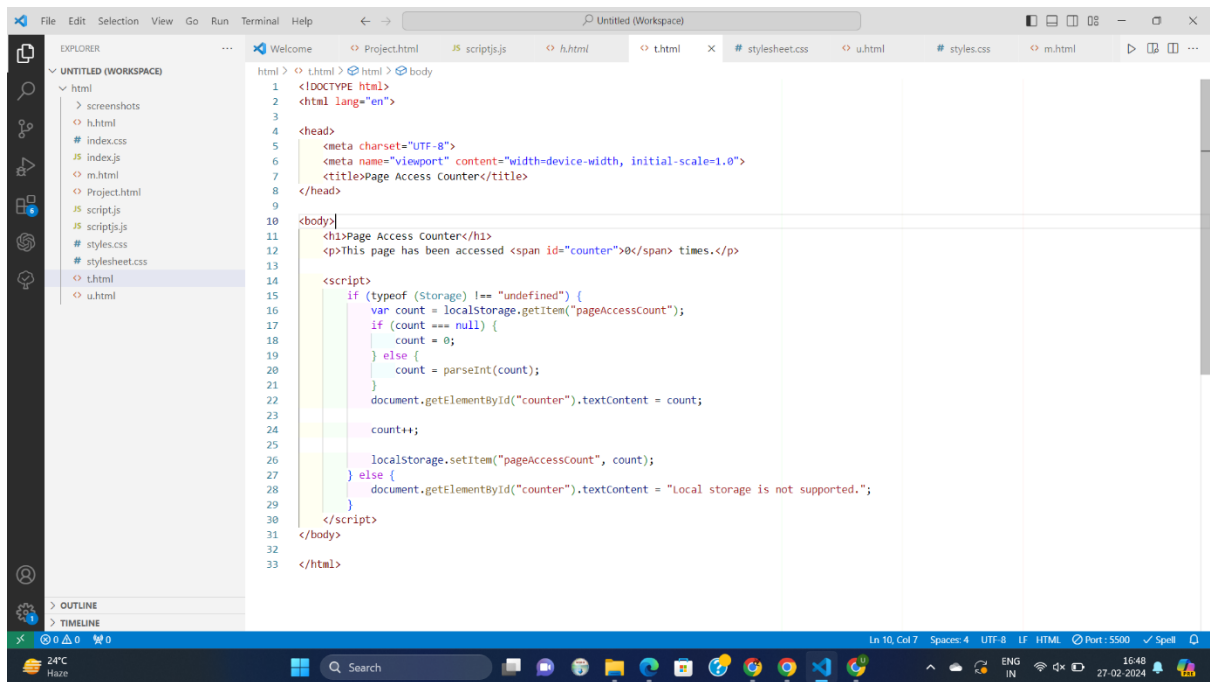 File Edit Selection View Go Run Terminal Help Untitled (Workspace)
EXPLORER
Welcome Project.html JS scriptjs.js h.html t.html # stylesheet.css u.html # styles.css m.html
UNTITLED (WORKSPACE)
html
screenshots
h.html
# index.css
JS index.js
m.html
Project.html
JS script.js
JS scriptjs.js
# styles.css
# stylesheet.css
t.html
u.html
OUTLINE
TIMELINE
html > t.html > html > body
1 <!DOCTYPE html>
2 <html lang="en">
3
4 <head>
5 <meta charset="UTF-8">
6 <meta name="viewport" content="width=device-width, initial-scale=1.0">
7 <title>Page Access Counter</title>
8 </head>
9
10 <body>
11 <h1>Page Access Counter</h1>
12 <p>This page has been accessed <span id="counter">0</span> times.</p>
13
14 <script>
15 if (typeof (Storage) !== "undefined") {
16 var count = localStorage.getItem("pageAccessCount");
17 if (count === null) {
18 count = 0;
19 } else {
20 count = parseInt(count);
21 }
22 document.getElementById("counter").textContent = count;
23
24 count++;
25
26 localStorage.setItem("pageAccessCount", count);
27 } else {
28 document.getElementById("counter").textContent = "Local storage is not supported.";
29 }
30 </script>
31 </body>
32
33 </html>
6
1
0 0 0 Ln 10, Col 7 Spaces: 4 UTF-8 LF HTML Port : 5500 Spell
24°C
Haze
Search
ENG
IN
16:48
27-02-2024